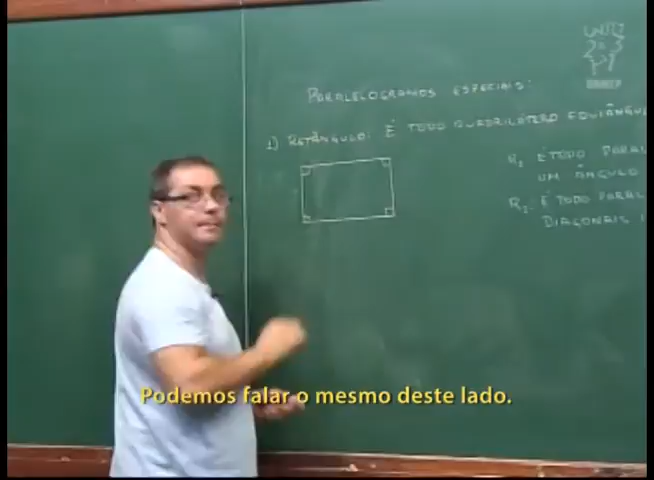 PARALELOGRAMOS ESPECIAIS:
1) RETÂNGULO: É TODO QUADRILÁTERO EQUIÂNGU
R1 É TODO PARAL
UM ÂNGULO
R2. É TODO PARAL
DIAGONAIS
Podemos falar o mesmo deste lado.